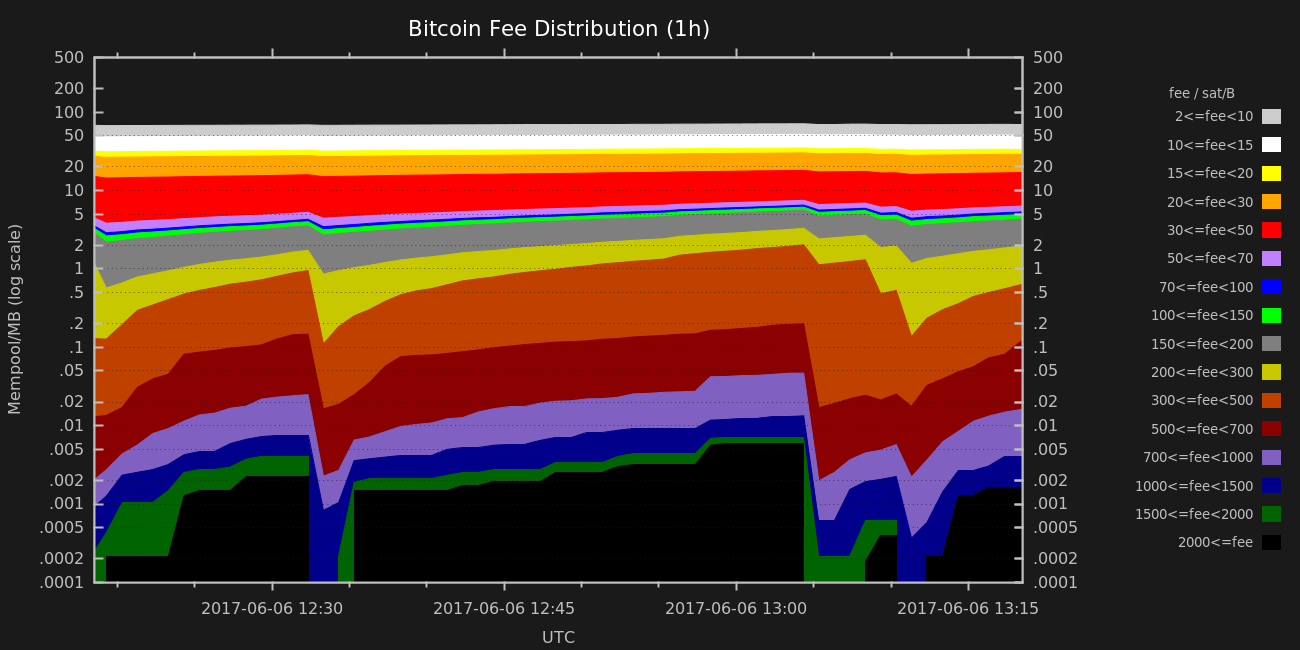 Bitcoin Fee Distribution (1h)
500
200
100
50
20
10
5
2
1
.5
.2
.1
.05
.02
.01
.005
.002
.001
.0005
.0002
.0001
Mempool/MB (log scale)
500
200
100
50
20
10
5
2
1
.5
.2
.1
.05
.02
.01
.005
.002
.001
.0005
.0002
.0001
2017-06-06 12:30
2017-06-06 12:45
2017-06-06 13:00
2017-06-06 13:15
UTC
fee / sat/B
2<=fee<10
10<=fee<15
15<=fee<20
20<=fee<30
30<=fee<50
50<=fee<70
70<=fee<100
100<=fee<150
150<=fee<200
200<=fee<300
300<=fee<500
500<=fee<700
700<=fee<1000
1000<=fee<1500
1500<=fee<2000
2000<=fee